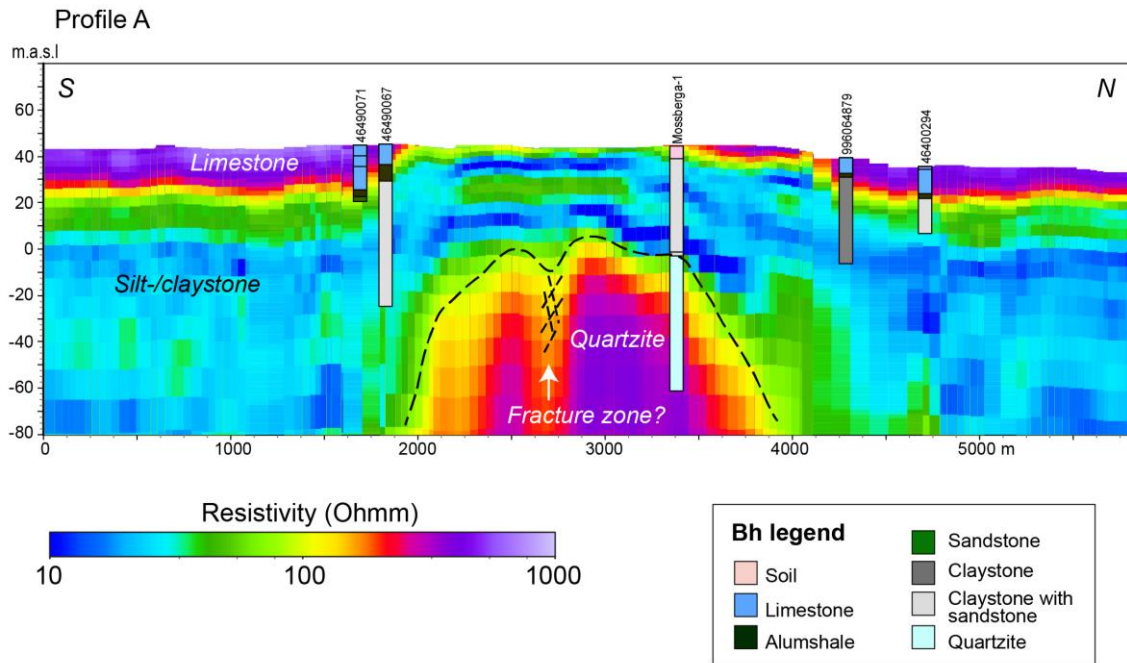 Profile A
m.a.s.l
S
N
46490071
46490067
Mossberga-1
996064879
46400294
60
40
20
0
-20
-40
-60
-80
Limestone
Silt-/claystone
Quartzite
Fracture zone?
0 1000 2000 3000 4000 5000 m
Resistivity (Ohmm)
10 100 1000
Bh legend
Soil
Limestone
Alumshale
Sandstone
Claystone
Claystone with
sandstone
Quartzite